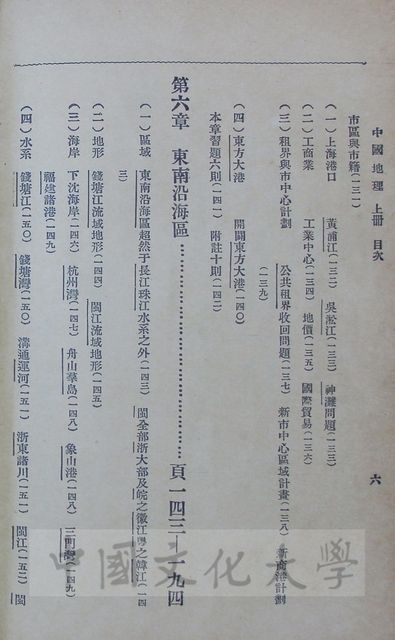 中國地理 上冊 目次
六
市區與市籍(一三一)
(一)上海港口 黃浦江(一三二) 吳淞江(一三三) 神灘問題(一三三)
(二)工商業 工業中心(一三四) 地價(一三五) 國際貿易(一三六)
(三)租界與市中心計劃 公共租界收回問題(一三七) 新市中心區域計畫(一三八) 新商港計劃
(一三九)
(四)東方大港 開闢東方大港(一四〇)
本章習題六則(一四一) 附註十則(一四二)
第六章 東南沿海區……………………………頁一四三—一九四
(一)區域 東南沿海區超然于長江珠江水系之外(一四三) 閩全部浙大部及皖之徽江粵之韓江(一四
三)
(二)地形 錢塘江流域地形(一四四) 閩江流域地形(一四五)
(三)海岸 下沈海岸(一四六) 杭州灣(一四七) 舟山羣島(一四八) 象山港(一四八) 三門灣(一四九)
福建諸港(一四九)
(四)水系 錢塘江(一五〇) 錢塘灣(一五〇) 溝通運河(一五一) 浙東諸川(一五一) 閩江(一五二) 閩
中國文化大學